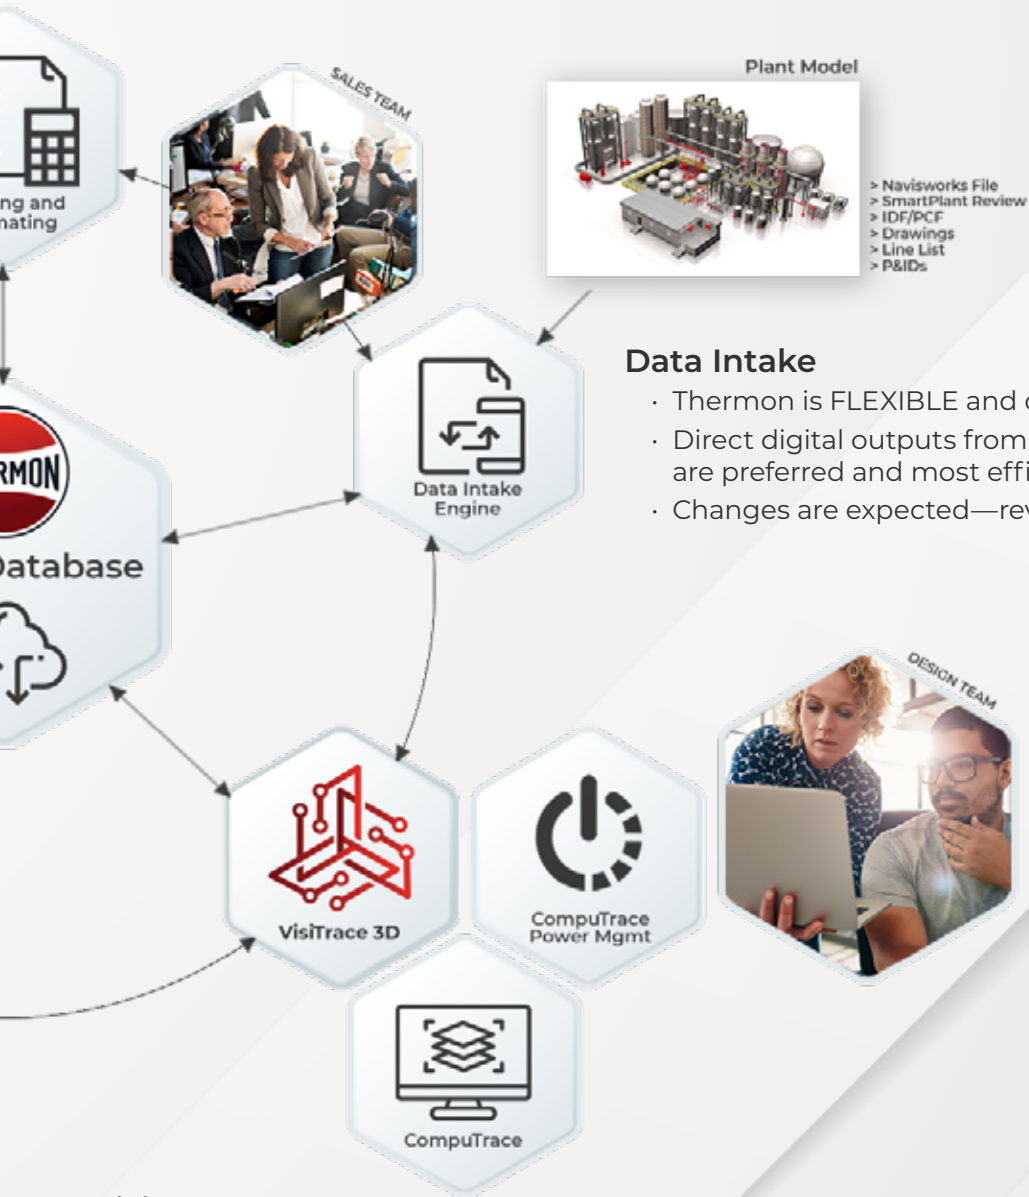 SALES TEAM
Plant Model
> Navisworks File
> SmartPlant Review
> IDF/PCF
> Drawings
> Line List
> P&IDs
ng and
mating
Data Intake
· Thermon is FLEXIBLE and
· Direct digital outputs from
are preferred and most effi
· Changes are expected—rev
Data Intake
Engine
RMON
Database
DESIGN TEAM
VisiTrace 3D
CompuTrace
Power Mgmt
CompuTrace